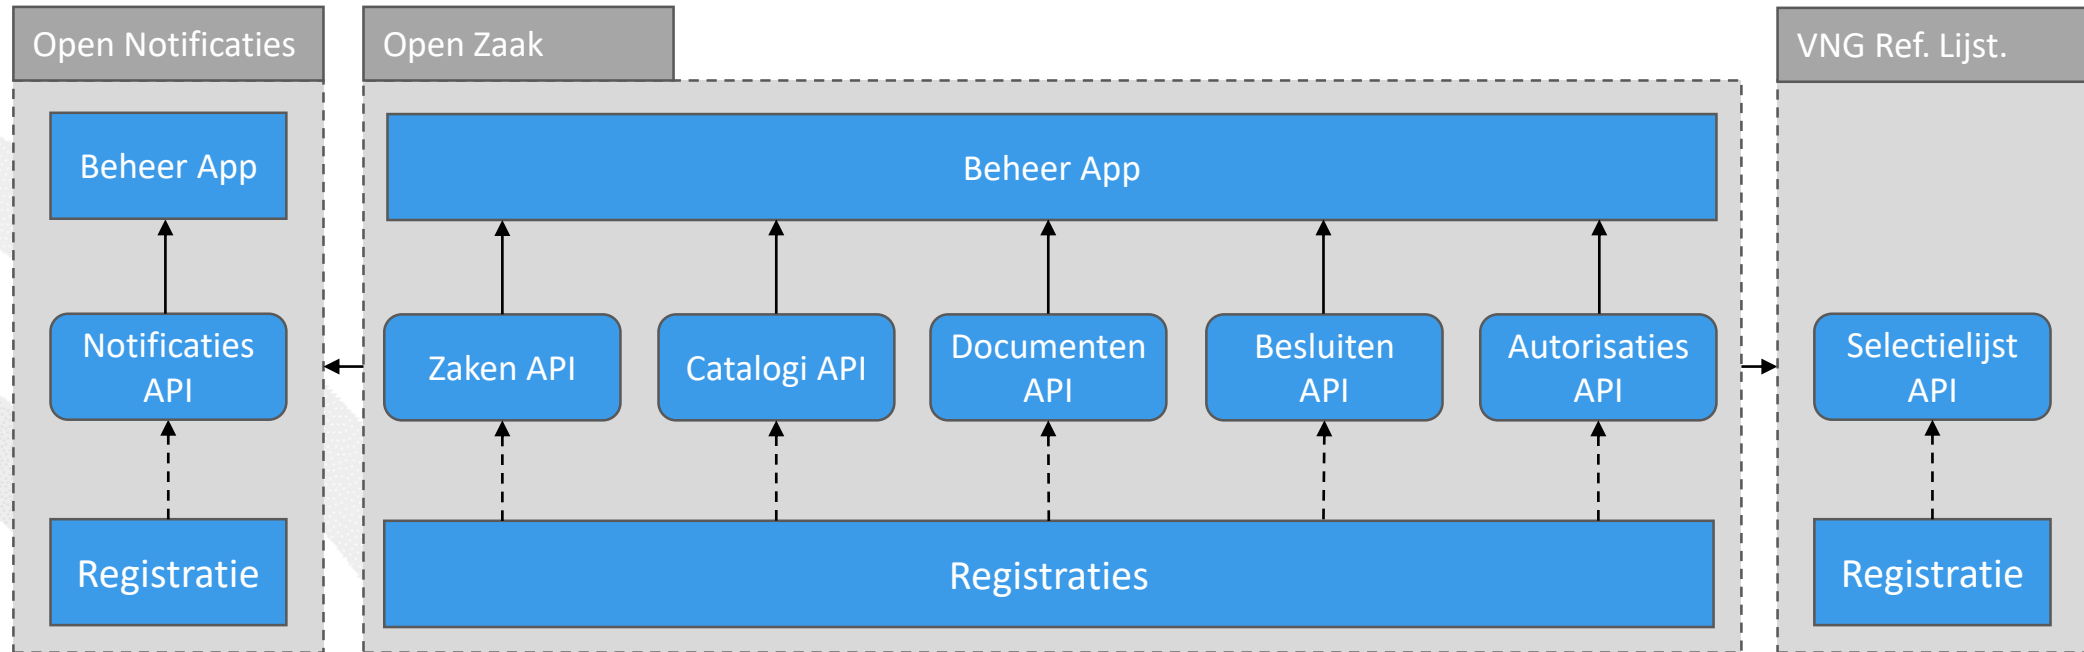 Open Notificaties
Open Zaak
VNG Ref. Lijst.
Beheer App
Beheer App
Notificaties
API
Zaken API
Catalogi API
Documenten
API
Besluiten
API
Autorisaties
API
Selectielijst
API
Registratie
Registraties
Registratie